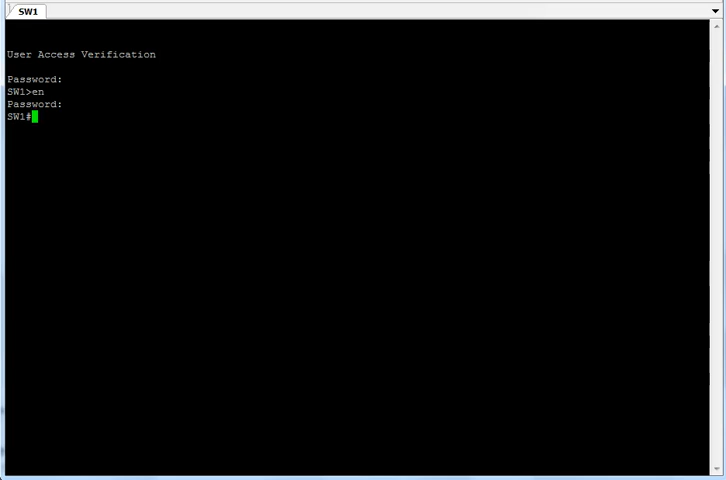 SW1
User Access Verification
Password:
SW1>en
Password:
SW1#